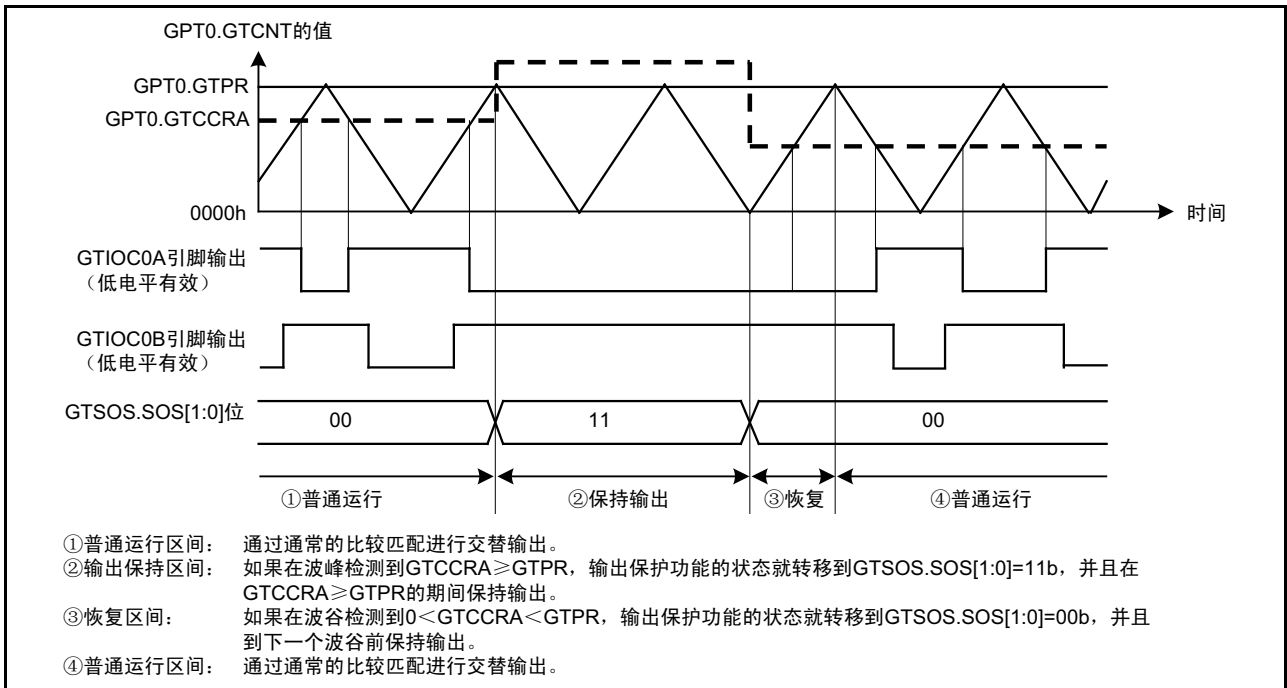 GPT0.GTCNT的值
GPT0.GTPR
GPT0.GTCCRA
0000h
时间
GTIOC0A引脚输出
（低电平有效）
GTIOC0B引脚输出
（低电平有效）
GTSOS.SOS[1:0]位
00
11
00
①普通运行
②保持输出
③恢复
④普通运行
①普通运行区间： 通过通常的比较匹配进行交替输出。
②输出保持区间： 如果在波峰检测到GTCCRA≥GTPR，输出保护功能的状态就转移到GTSOS.SOS[1:0]=11b，并且在
GTCCRA≥GTPR的期间保持输出。
③恢复区间： 如果在波谷检测到0＜GTCCRA＜GTPR，输出保护功能的状态就转移到GTSOS.SOS[1:0]=00b，并且
到下一个波谷前保持输出。
④普通运行区间： 通过通常的比较匹配进行交替输出。